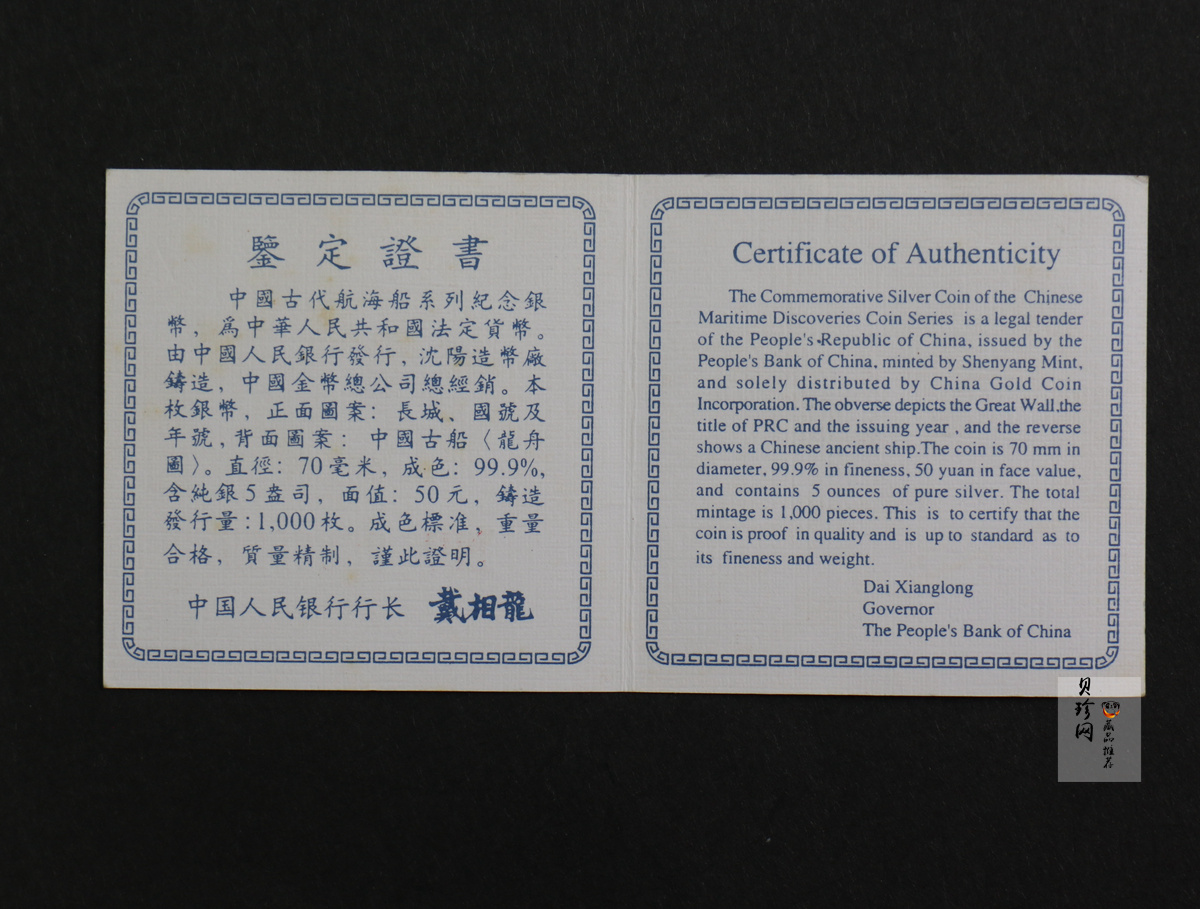 鑒定證書
中國古代航海船系列紀念銀
幣，爲中華人民共和國法定貨幣。
由中國人民銀行發行，沈陽造幣廠
鑄造，中國金幣總公司總經銷。本
枚銀幣，正面圖案：長城、國號及
年號，背面圖案：中國古船〈龍舟
圖〉。直徑：70毫米，成色：99.9%，
含純銀5盎司，面值：50元，鑄造
發行量：1,000枚。成色標准，重量
合格，質量精制，謹此證明。
中国人民银行行长 戴相龍
Certificate of Authenticity
The Commemorative Silver Coin of the Chinese
Maritime Discoveries Coin Series is a legal tender
of the People's Republic of China, issued by the
People's Bank of China, minted by Shenyang Mint,
and solely distributed by China Gold Coin
Incorporation. The obverse depicts the Great Wall,the
title of PRC and the issuing year , and the reverse
shows a Chinese ancient ship.The coin is 70 mm in
diameter, 99.9% in fineness, 50 yuan in face value,
and contains 5 ounces of pure silver. The total
mintage is 1,000 pieces. This is to certify that the
coin is proof in quality and is up to standard as to
its fineness and weight.
Dai Xianglong
Governor
The People's Bank of China
贝珍网
藏品推荐